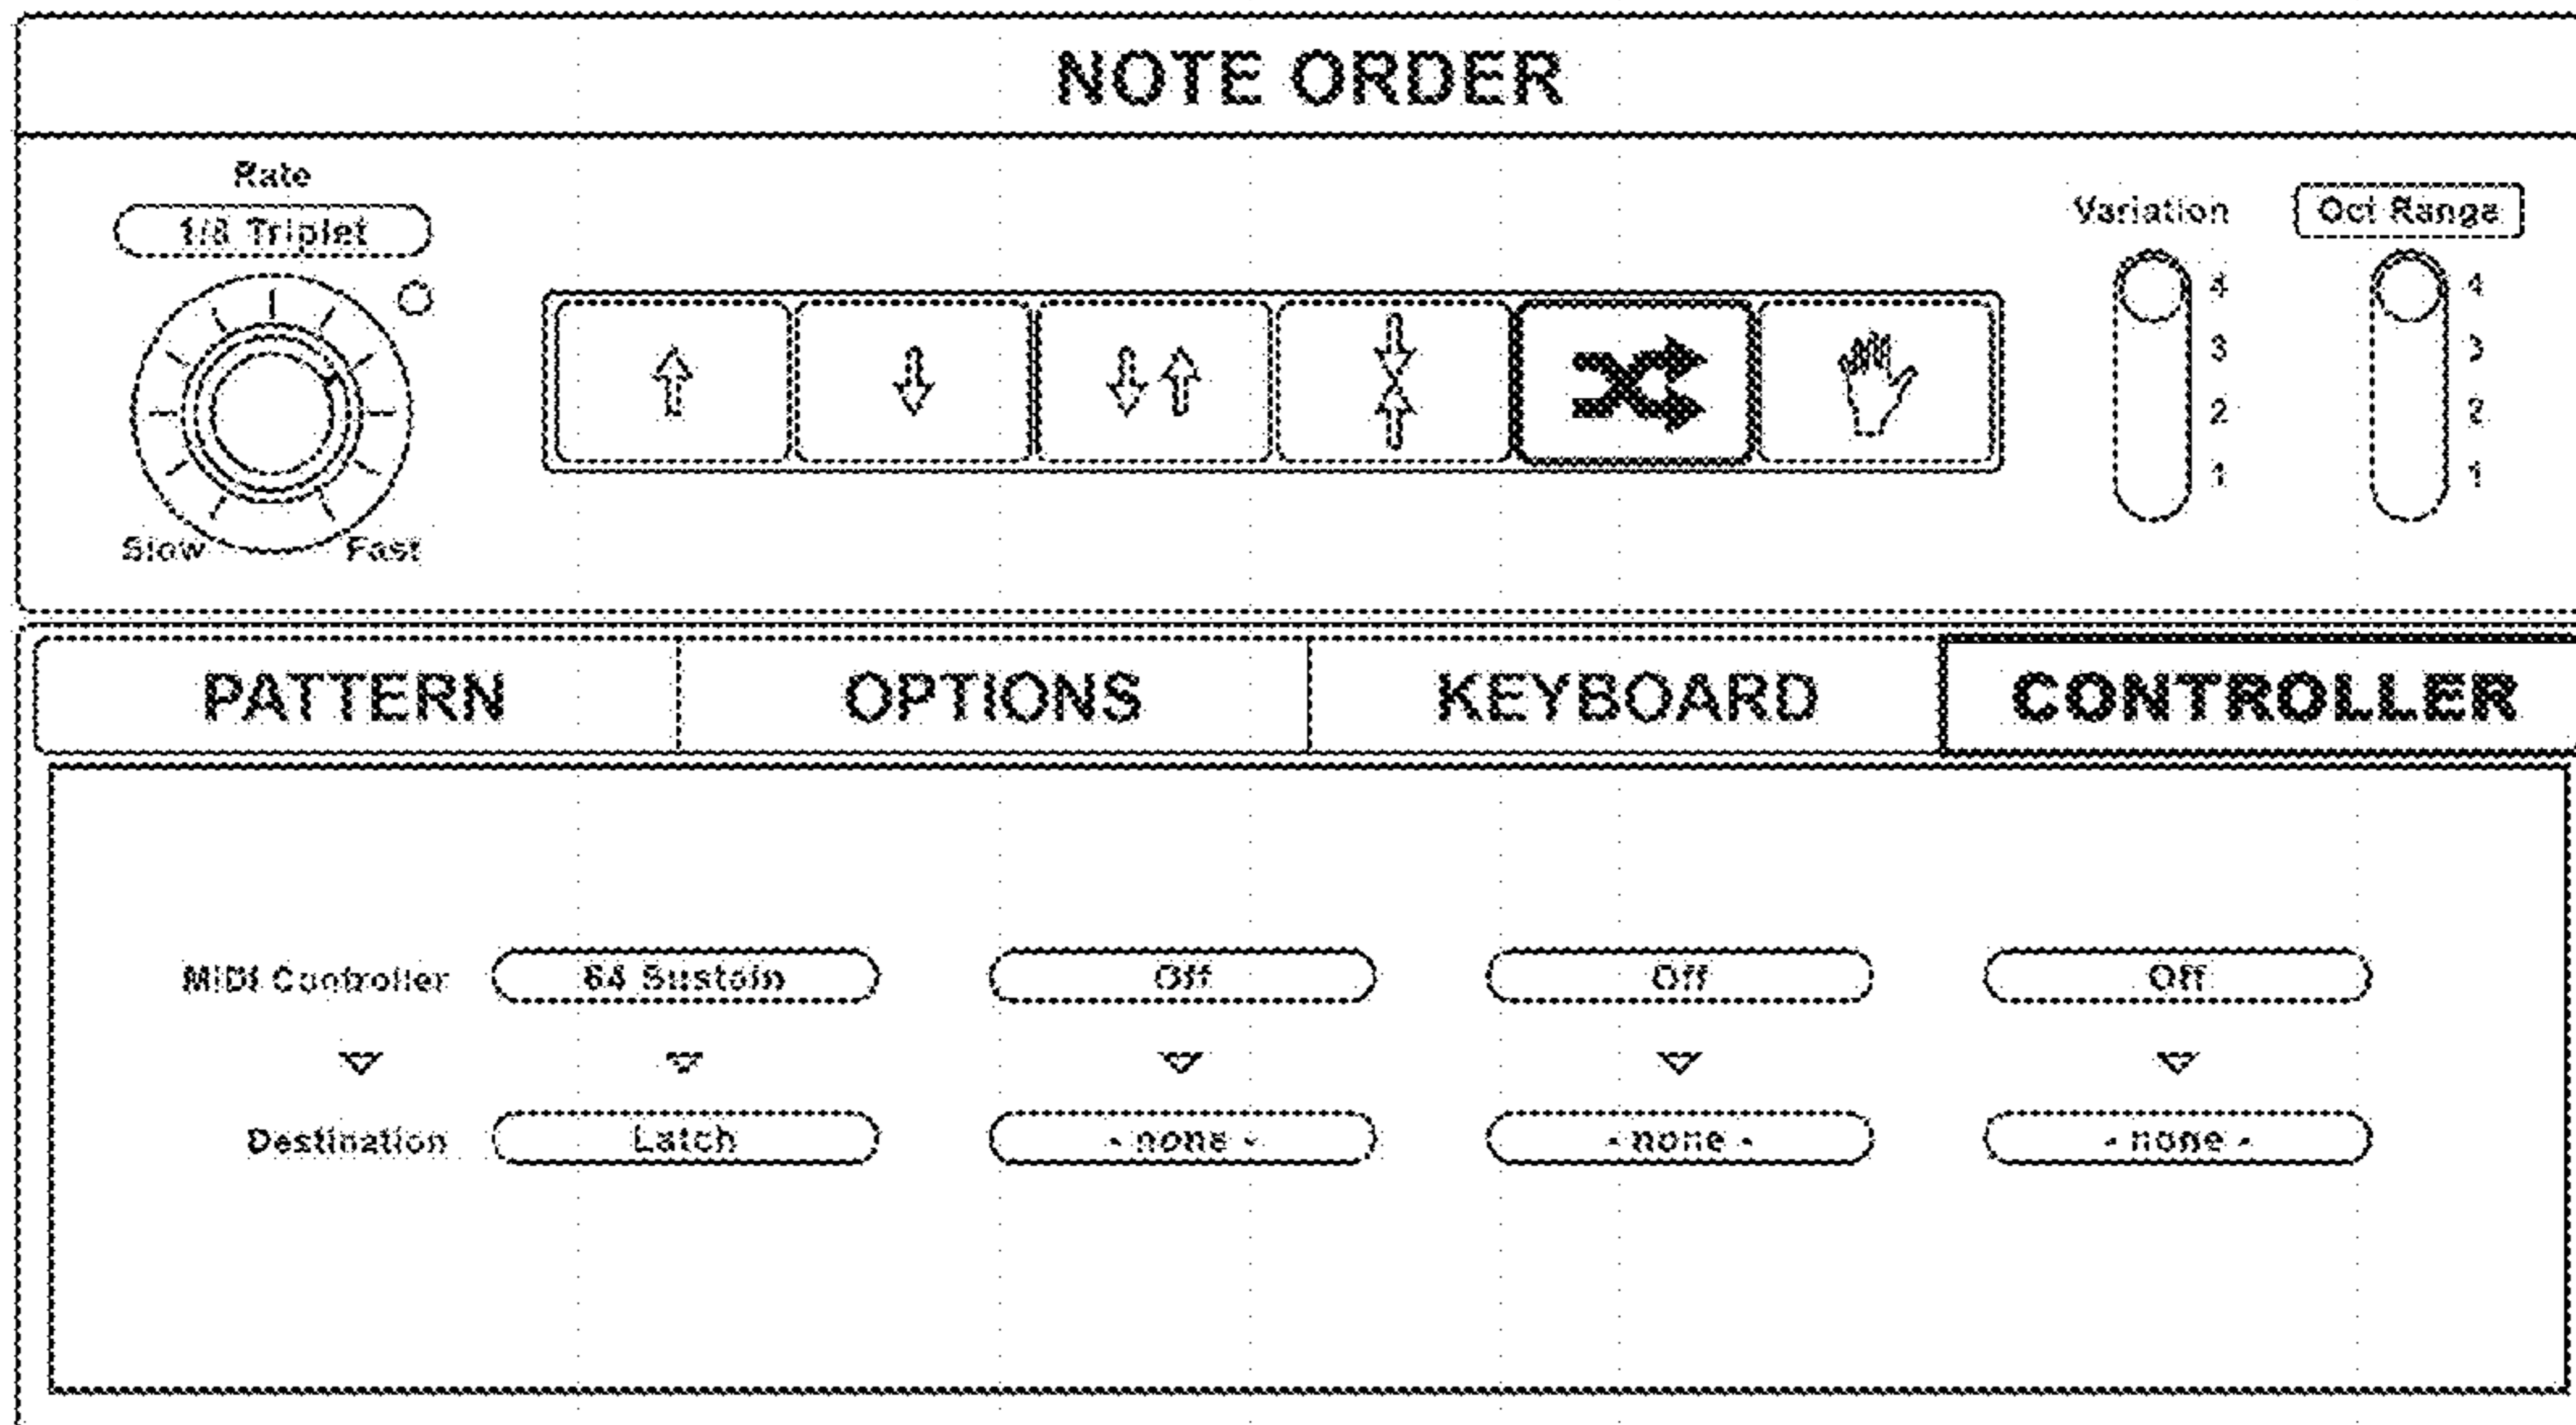 NOTE ORDER
Rate
1/8 Triplet
Slow Fast
Variation
4
3
2
1
Oct Range
4
3
2
1
PATTERN OPTIONS KEYBOARD CONTROLLER
MIDI Controller 64 Sustain Off Off Off
Destination Latch - none - - none - - none -